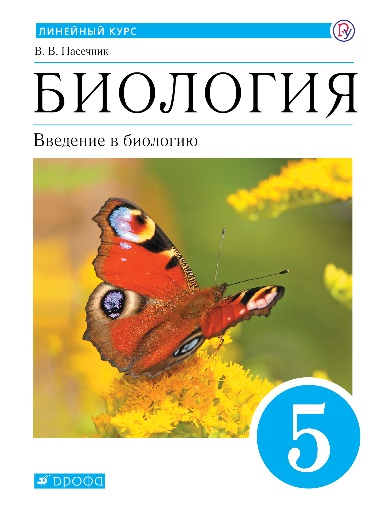 ЛИНЕЙНЫЙ КУРС
В. В. Пасечник
БИОЛОГИЯ
Введение в биологию
5
дрофа